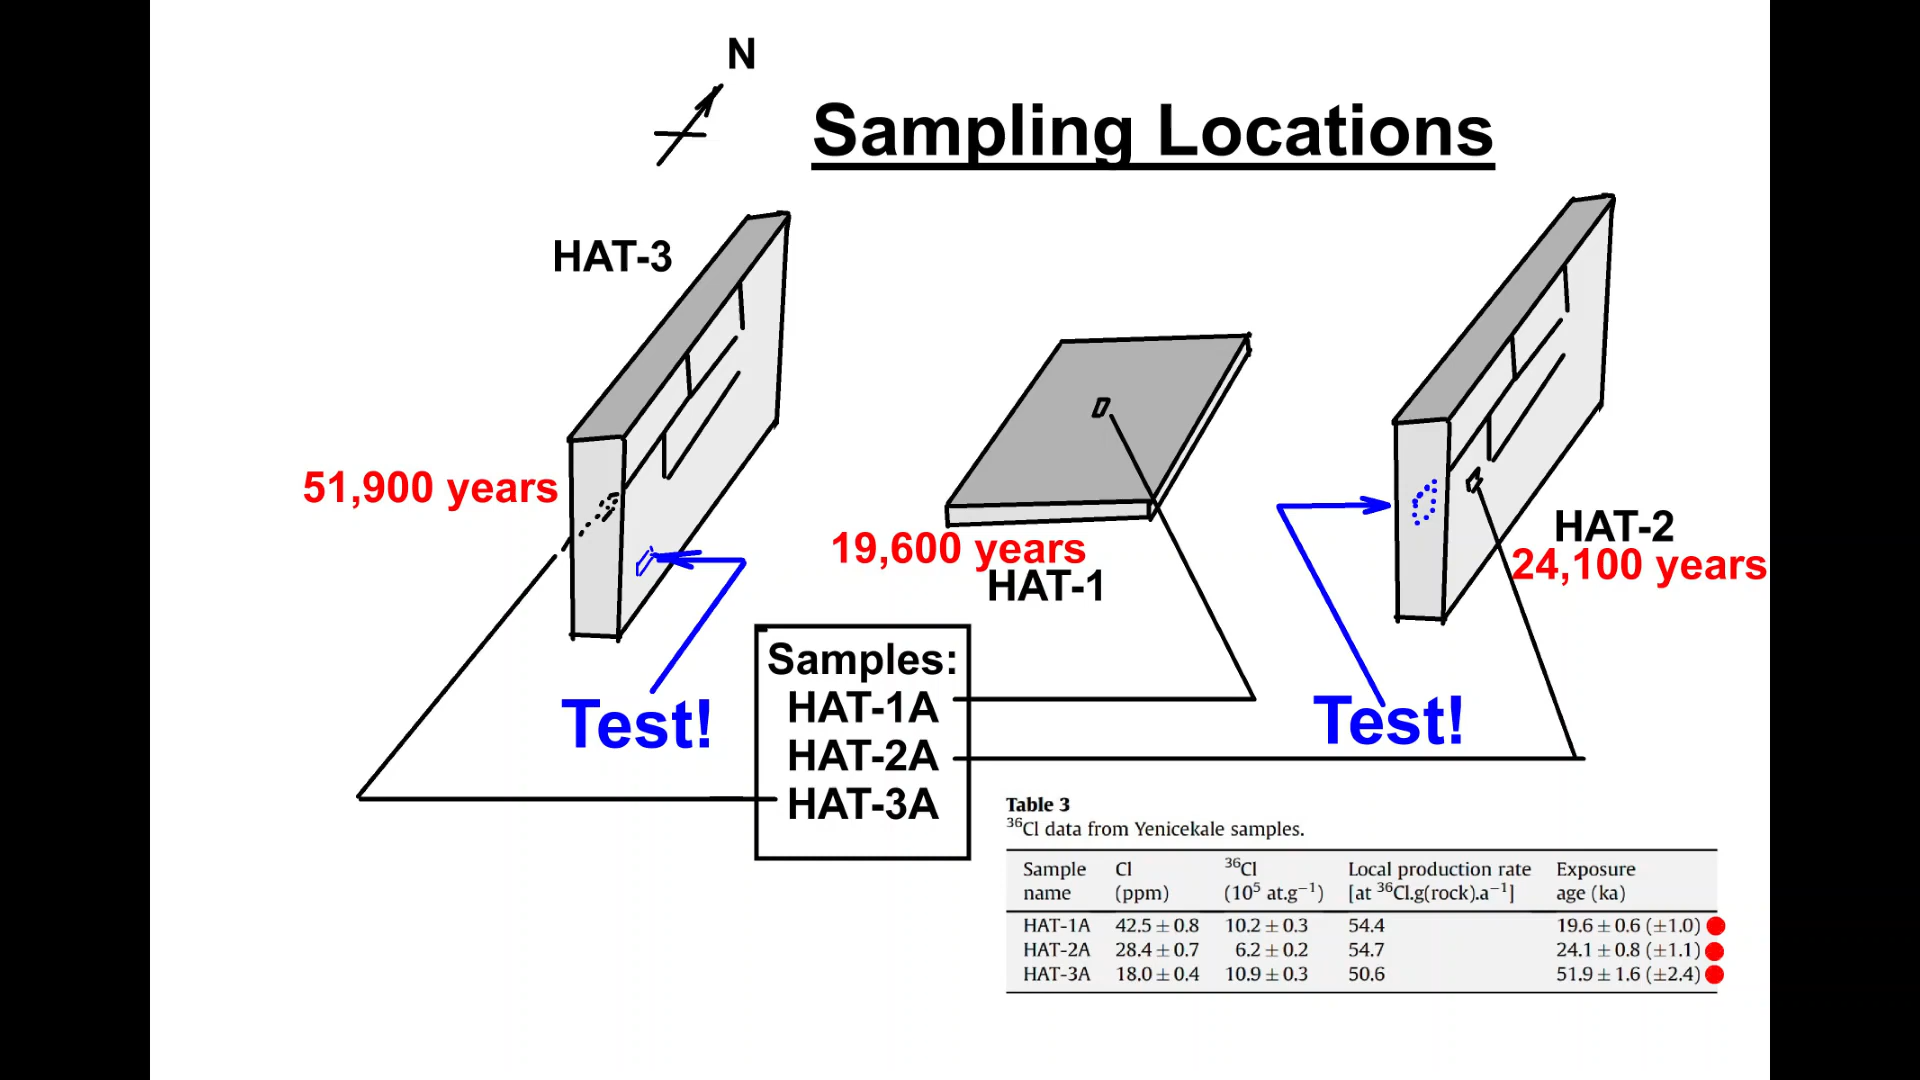 N
Sampling Locations
HAT-3
51,900 years
19,600 years
HAT-1
HAT-2
24,100 years
Test!
Test!
Samples:
HAT-1A
HAT-2A
HAT-3A
Table 3
³⁶Cl data from Yenicekale samples.
Sample name Cl (ppm) ³⁶Cl (10⁵ at.g⁻¹) Local production rate [at ³⁶Cl.g(rock).a⁻¹] Exposure age (ka)
HAT-1A 42.5 ± 0.8 10.2 ± 0.3 54.4 19.6 ± 0.6 (±1.0)
HAT-2A 28.4 ± 0.7 6.2 ± 0.2 54.7 24.1 ± 0.8 (±1.1)
HAT-3A 18.0 ± 0.4 10.9 ± 0.3 50.6 51.9 ± 1.6 (±2.4)